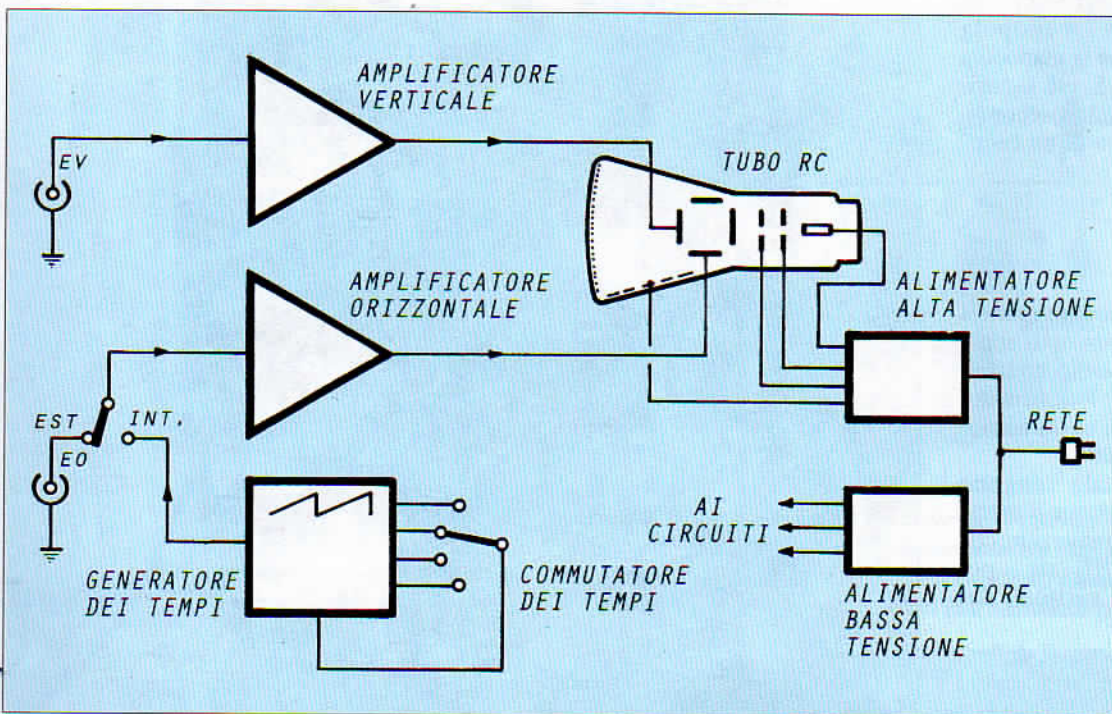 AMPLIFICATORE
VERTICALE
EV
TUBO RC
AMPLIFICATORE
ORIZZONTALE
ALIMENTATORE
ALTA TENSIONE
EST
INT.
EO
RETE
AI
CIRCUITI
GENERATORE
DEI TEMPI
COMMUTATORE
DEI TEMPI
ALIMENTATORE
BASSA
TENSIONE